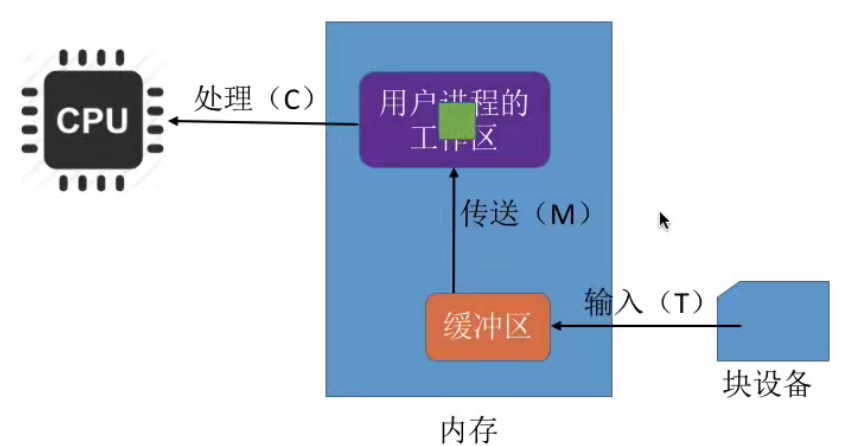 CPU
处理（C）
用户进程的
工作区
传送（M）
输入（T）
缓冲区
块设备
内存